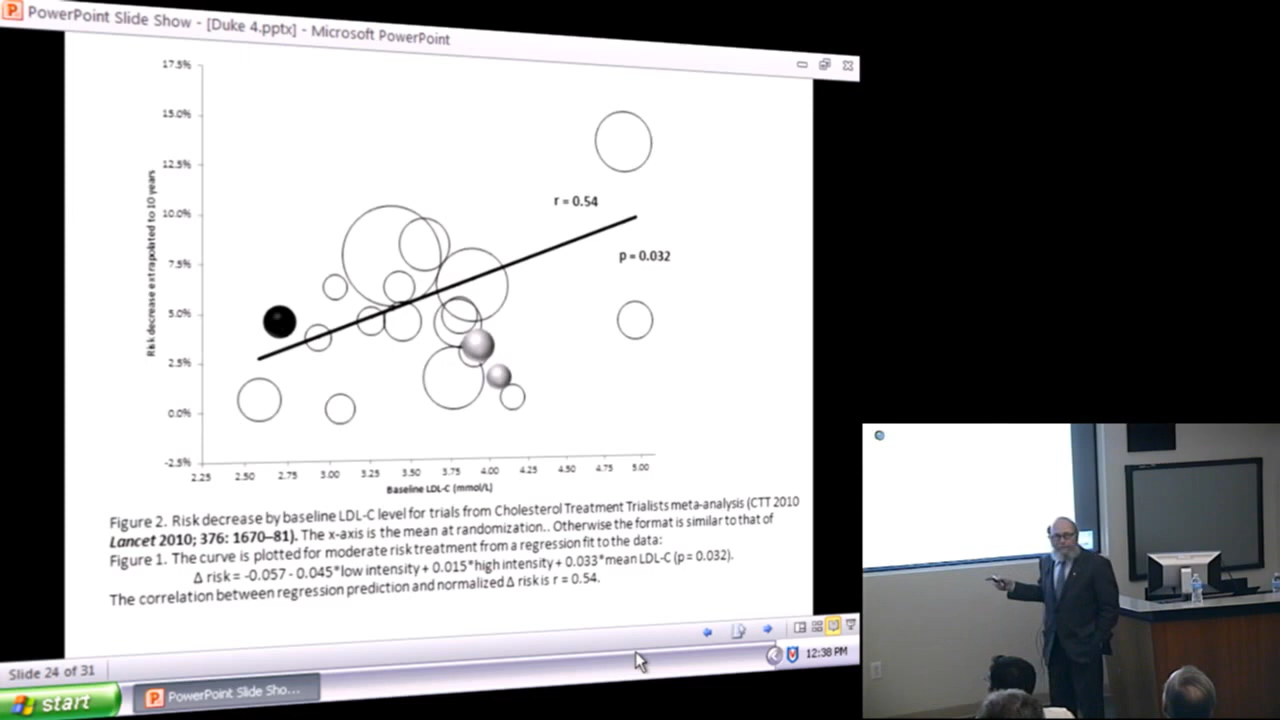 PowerPoint Slide Show - [Duke 4.pptx] - Microsoft PowerPoint
17.5%
15.0%
12.5%
10.0%
7.5%
5.0%
2.5%
0.0%
-2.5%
Risk decrease extrapolated to 10 years
r = 0.54
p = 0.032
2.25 2.50 2.75 3.00 3.25 3.50 3.75 4.00 4.25 4.50 4.75 5.00
Baseline LDL-C (mmol/L)
Figure 2. Risk decrease by baseline LDL-C level for trials from Cholesterol Treatment Trialists meta-analysis (CTT 2010
Lancet 2010; 376: 1670–81). The x-axis is the mean at randomization.. Otherwise the format is similar to that of
Figure 1. The curve is plotted for moderate risk treatment from a regression fit to the data:
Δ risk = -0.057 - 0.045*low intensity + 0.015*high intensity + 0.033*mean LDL-C (p = 0.032).
The correlation between regression prediction and normalized Δ risk is r = 0.54.
Slide 24 of 31
start
PowerPoint Slide Sho...
12:38 PM